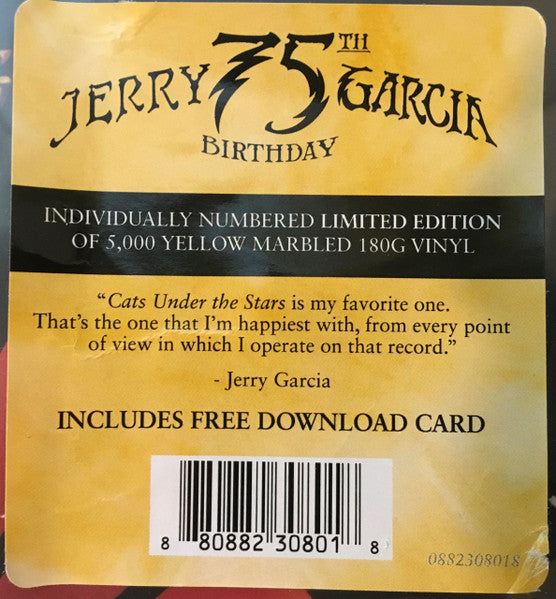 JERRY 75TH GARCIA
BIRTHDAY
INDIVIDUALLY NUMBERED LIMITED EDITION
OF 5,000 YELLOW MARBLED 180G VINYL
“Cats Under the Stars is my favorite one.
That's the one that I'm happiest with, from every point
of view in which I operate on that record.”
- Jerry Garcia
INCLUDES FREE DOWNLOAD CARD
8 80882 30801 8
0882308018